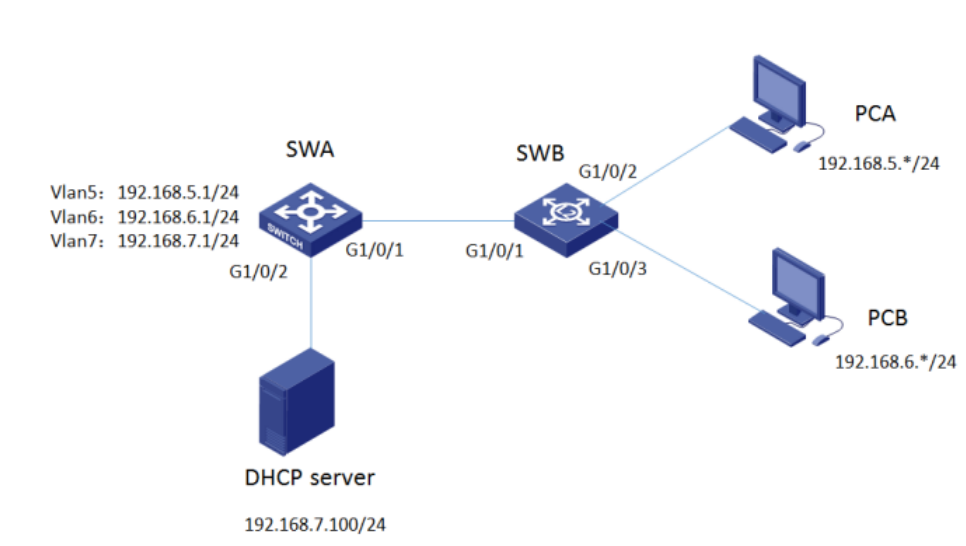 SWA
Vlan5：192.168.5.1/24
Vlan6：192.168.6.1/24
Vlan7：192.168.7.1/24
SWITCH
G1/0/1
G1/0/2
SWB
G1/0/2
G1/0/1
G1/0/3
PCA
192.168.5.*/24
PCB
192.168.6.*/24
DHCP server
192.168.7.100/24